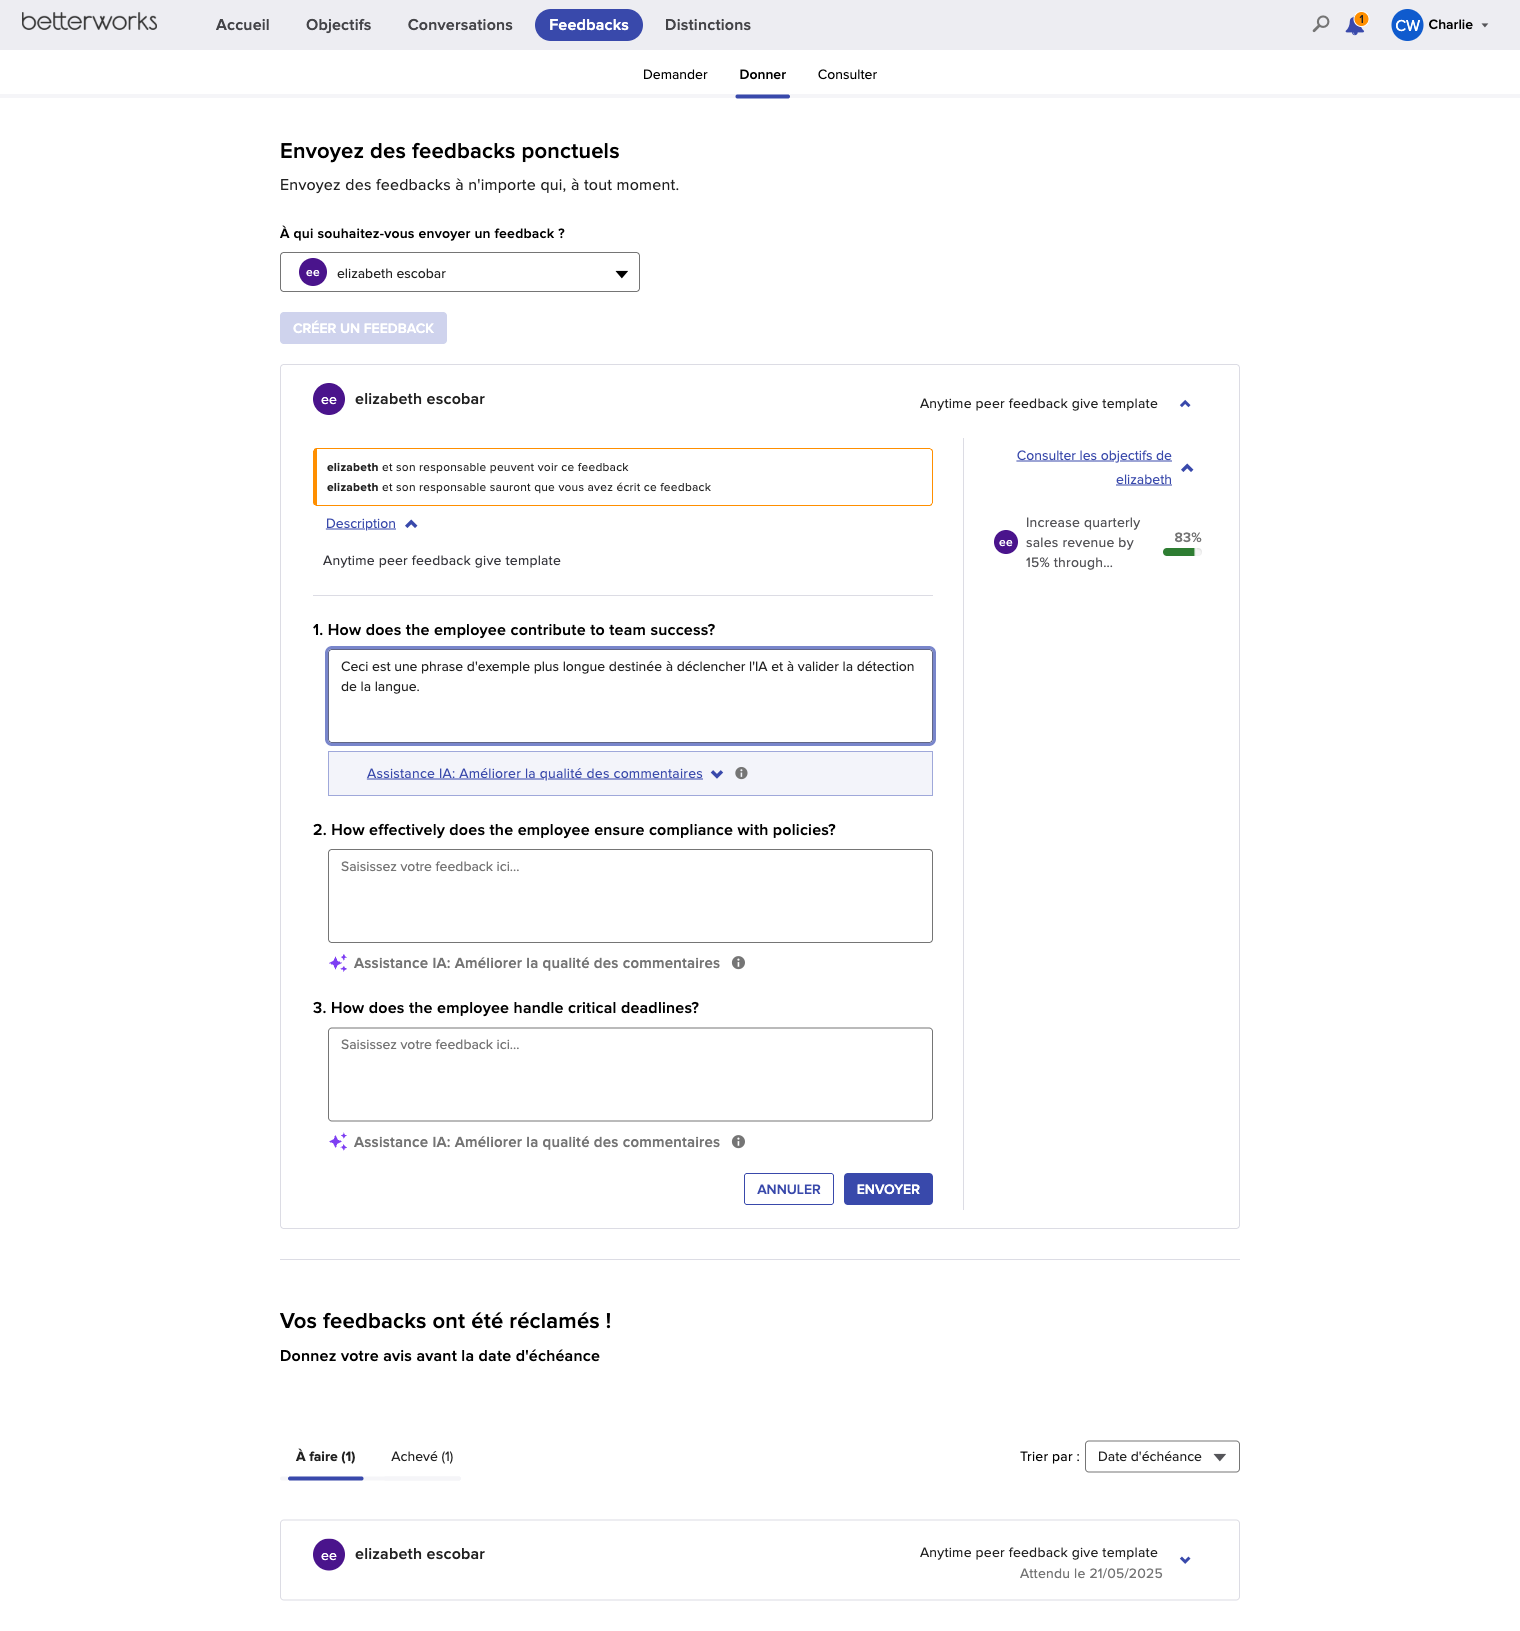 betterworks
Accueil
Objectifs
Conversations
Feedbacks
Distinctions
1
CW
Charlie
Demander
Donner
Consulter
Envoyez des feedbacks ponctuels
Envoyez des feedbacks à n'importe qui, à tout moment.
À qui souhaitez-vous envoyer un feedback ?
ee
elizabeth escobar
CRÉER UN FEEDBACK
ee
elizabeth escobar
Anytime peer feedback give template
elizabeth et son responsable peuvent voir ce feedback
elizabeth et son responsable sauront que vous avez écrit ce feedback
Description
Anytime peer feedback give template
Consulter les objectifs de
elizabeth
ee
Increase quarterly
sales revenue by
15% through...
83%
1. How does the employee contribute to team success?
Ceci est une phrase d'exemple plus longue destinée à déclencher l'IA et à valider la détection
de la langue.
Assistance IA: Améliorer la qualité des commentaires
2. How effectively does the employee ensure compliance with policies?
Saisissez votre feedback ici...
Assistance IA: Améliorer la qualité des commentaires
3. How does the employee handle critical deadlines?
Saisissez votre feedback ici...
Assistance IA: Améliorer la qualité des commentaires
ANNULER
ENVOYER
Vos feedbacks ont été réclamés !
Donnez votre avis avant la date d'échéance
À faire (1)
Achevé (1)
Trier par :
Date d'échéance
ee
elizabeth escobar
Anytime peer feedback give template
Attendu le 21/05/2025